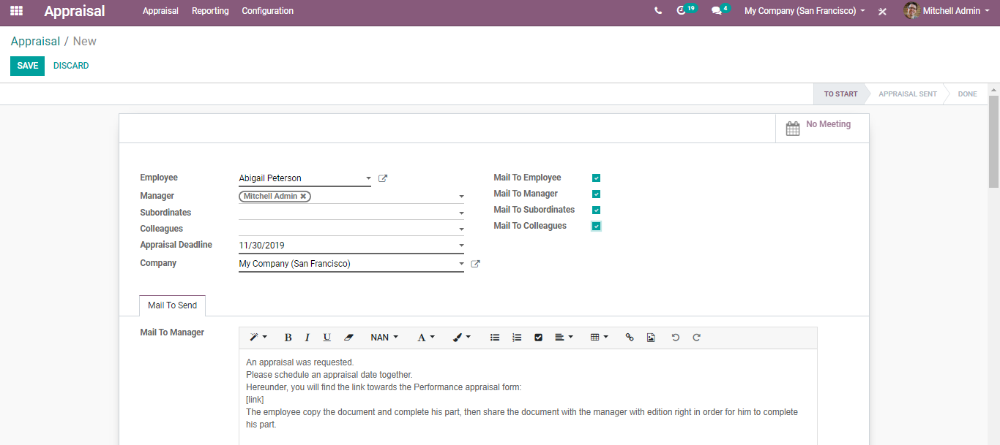 Appraisal Appraisal Reporting Configuration 19 4 My Company (San Francisco) Mitchell Admin
Appraisal / New
SAVE DISCARD
TO START APPRAISAL SENT DONE
No Meeting
Employee Abigail Peterson Mail To Employee
Manager Mitchell Admin Mail To Manager
Subordinates Mail To Subordinates
Colleagues Mail To Colleagues
Appraisal Deadline 11/30/2019
Company My Company (San Francisco)
Mail To Send
Mail To Manager B I U NAN A
An appraisal was requested.
Please schedule an appraisal date together.
Hereunder, you will find the link towards the Performance appraisal form:
[link]
The employee copy the document and complete his part, then share the document with the manager with edition right in order for him to complete
his part.